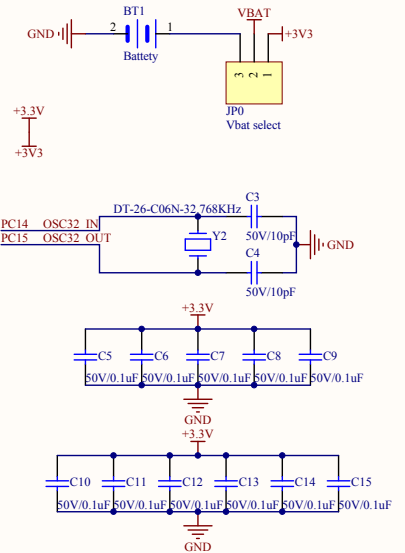 BT1
VBAT
GND
2
1
+3V3
Battety
3
2
1
JP0
Vbat select
+3.3V
+3V3
DT-26-C06N-32.768KHz
C3
PC14 OSC32 IN
50V/10pF
PC15 OSC32 OUT
Y2
GND
C4
50V/10pF
+3.3V
C5 C6 C7 C8 C9
50V/0.1uF 50V/0.1uF 50V/0.1uF 50V/0.1uF 50V/0.1uF
GND
+3.3V
C10 C11 C12 C13 C14 C15
50V/0.1uF 50V/0.1uF 50V/0.1uF 50V/0.1uF 50V/0.1uF 50V/0.1uF
GND